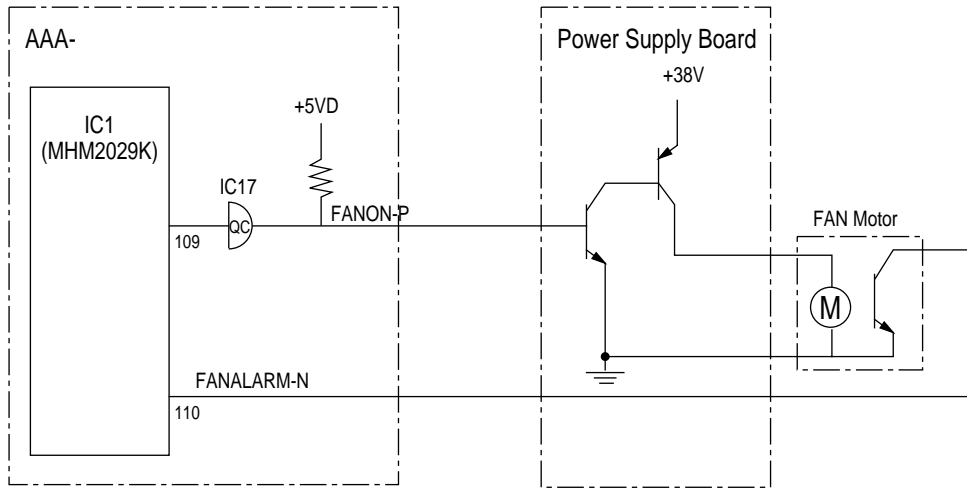 AAA-
Power Supply Board
+38V
+5VD
IC1
(MHM2029K)
IC17
QC
FANON-P
109
FAN Motor
M
FANALARM-N
110